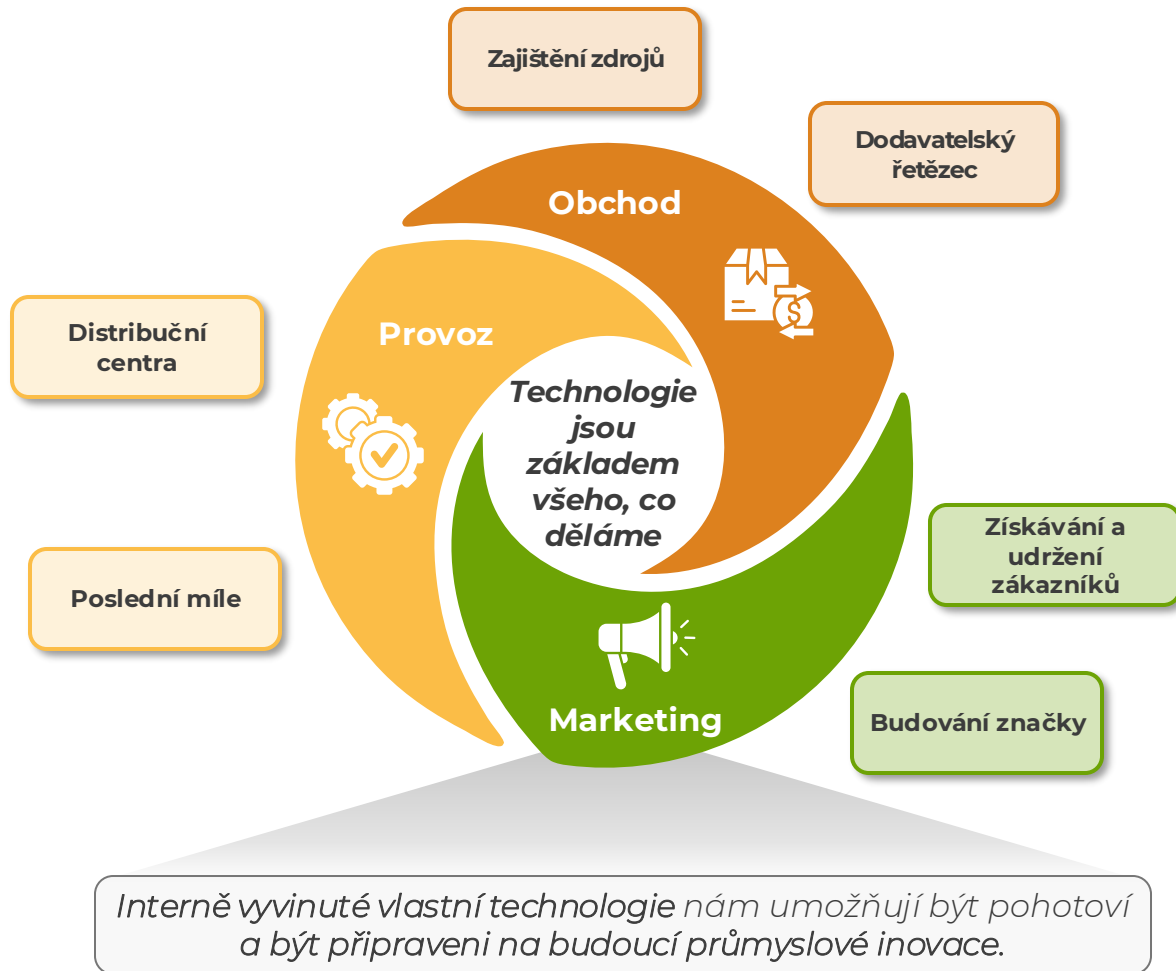 Zajištění zdrojů
Dodavatelský
řetězec
Obchod
Provoz
Distribuční
centra
Technologie
jsou
základem
všeho, co
děláme
Získávání a
udržení
zákazníků
Poslední míle
Marketing
Budování značky
Interně vyvinuté vlastní technologie nám umožňují být pohotoví
a být připraveni na budoucí průmyslové inovace.